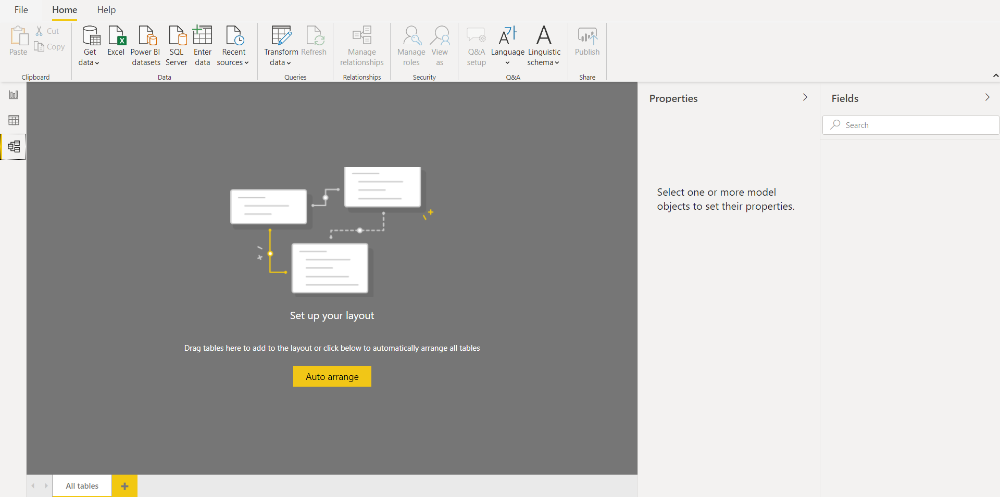 File Home Help
Paste
Cut
Copy
Clipboard
Get
data
Excel
Power BI
datasets
SQL
Server
Enter
data
Recent
sources
Data
Transform
data
Refresh
Queries
Manage
relationships
Relationships
Manage
roles
View
as
Security
Q&A
setup
Language
Linguistic
schema
Q&A
Publish
Share
Set up your layout
Drag tables here to add to the layout or click below to automatically arrange all tables
Auto arrange
All tables
Properties
Select one or more model
objects to set their properties.
Fields
Search